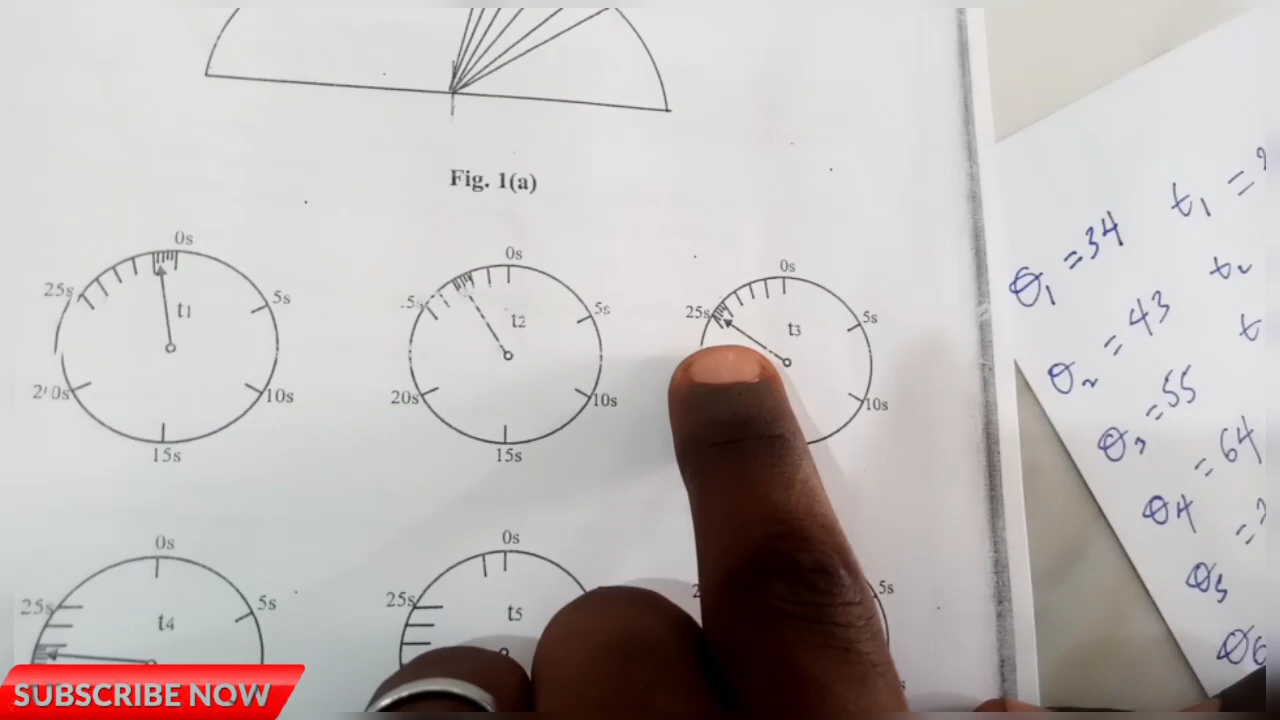 Fig. 1(a)
0s
25s
5s
t1
20s
10s
15s
0s
5s
t2
20s
10s
15s
0s
25s
5s
t3
10s
0s
25s
5s
t4
0s
25s
t5
5s
θ1 = 34
t1 =
θ2 = 43
t2
θ3 = 55
t
θ4 = 64
θ5 =
θ6
SUBSCRIBE NOW